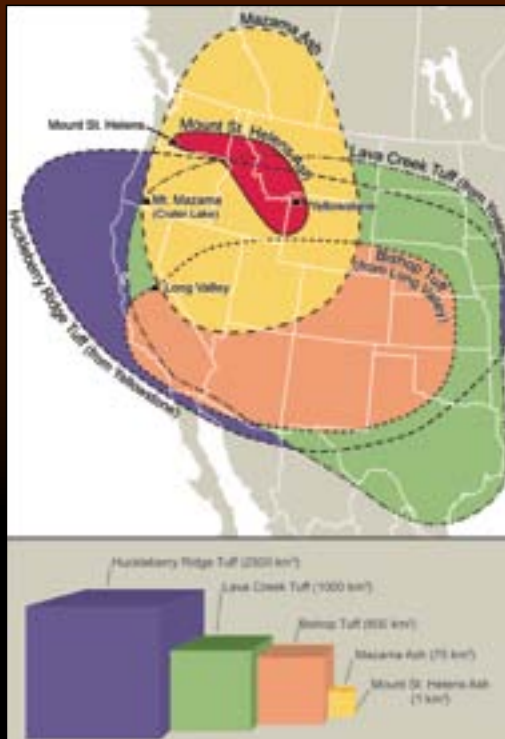 Mazama Ash
Mount St. Helens
Mount St. Helens Ash
Lava Creek Tuff (from Yellowstone
Mt. Mazama
(Crater Lake)
Yellowstone
Bishop Tuff
(from Long Valley)
Long Valley
Huckleberry Ridge Tuff (from Yellowstone)
Huckleberry Ridge Tuff (2500 km³)
Lava Creek Tuff (1000 km³)
Bishop Tuff (600 km³)
Mazama Ash (75 km³)
Mount St. Helens Ash
(1 km³)